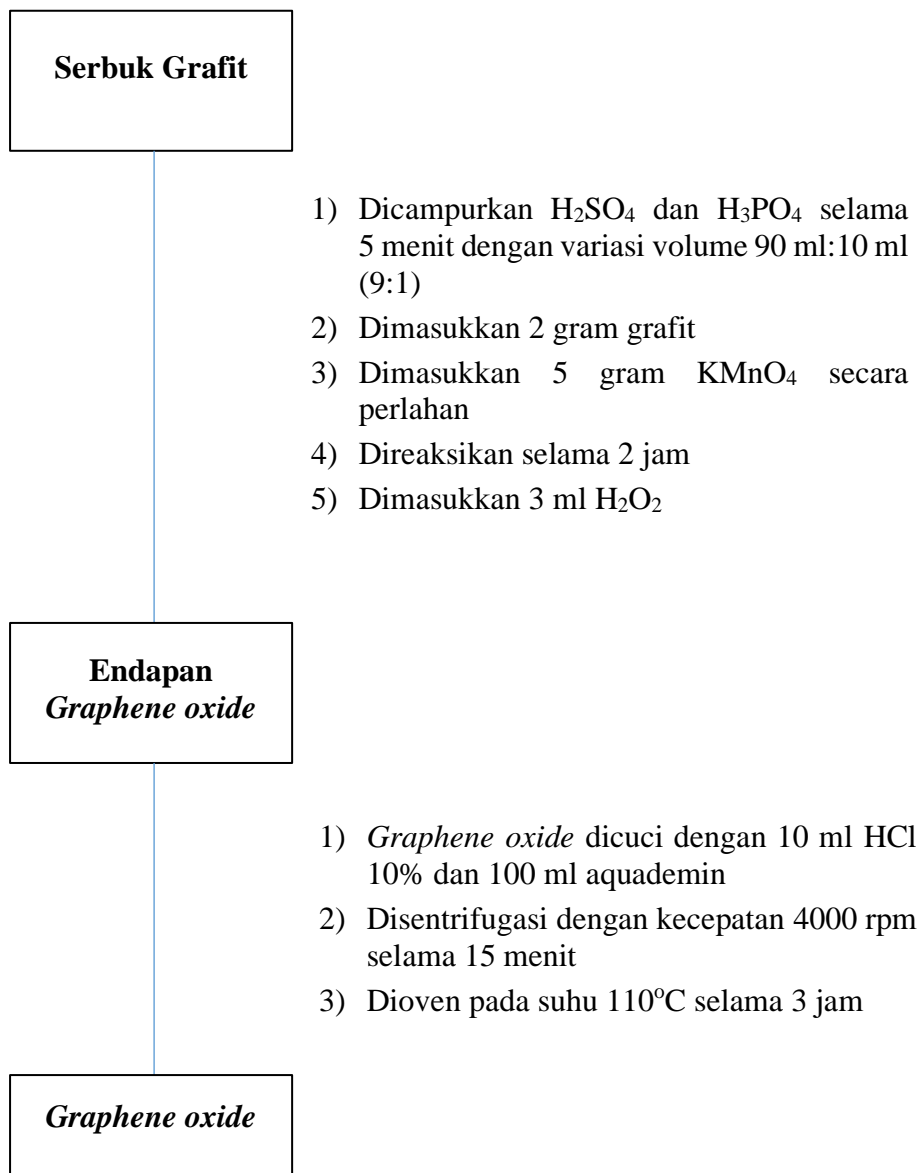 Serbuk Grafit
1) Dicampurkan H₂SO₄ dan H₃PO₄ selama
5 menit dengan variasi volume 90 ml:10 ml
(9:1)
2) Dimasukkan 2 gram grafit
3) Dimasukkan 5 gram KMnO₄ secara
perlahan
4) Direaksikan selama 2 jam
5) Dimasukkan 3 ml H₂O₂
Endapan
Graphene oxide
1) Graphene oxide dicuci dengan 10 ml HCl
10% dan 100 ml aquademin
2) Disentrifugasi dengan kecepatan 4000 rpm
selama 15 menit
3) Dioven pada suhu 110°C selama 3 jam
Graphene oxide